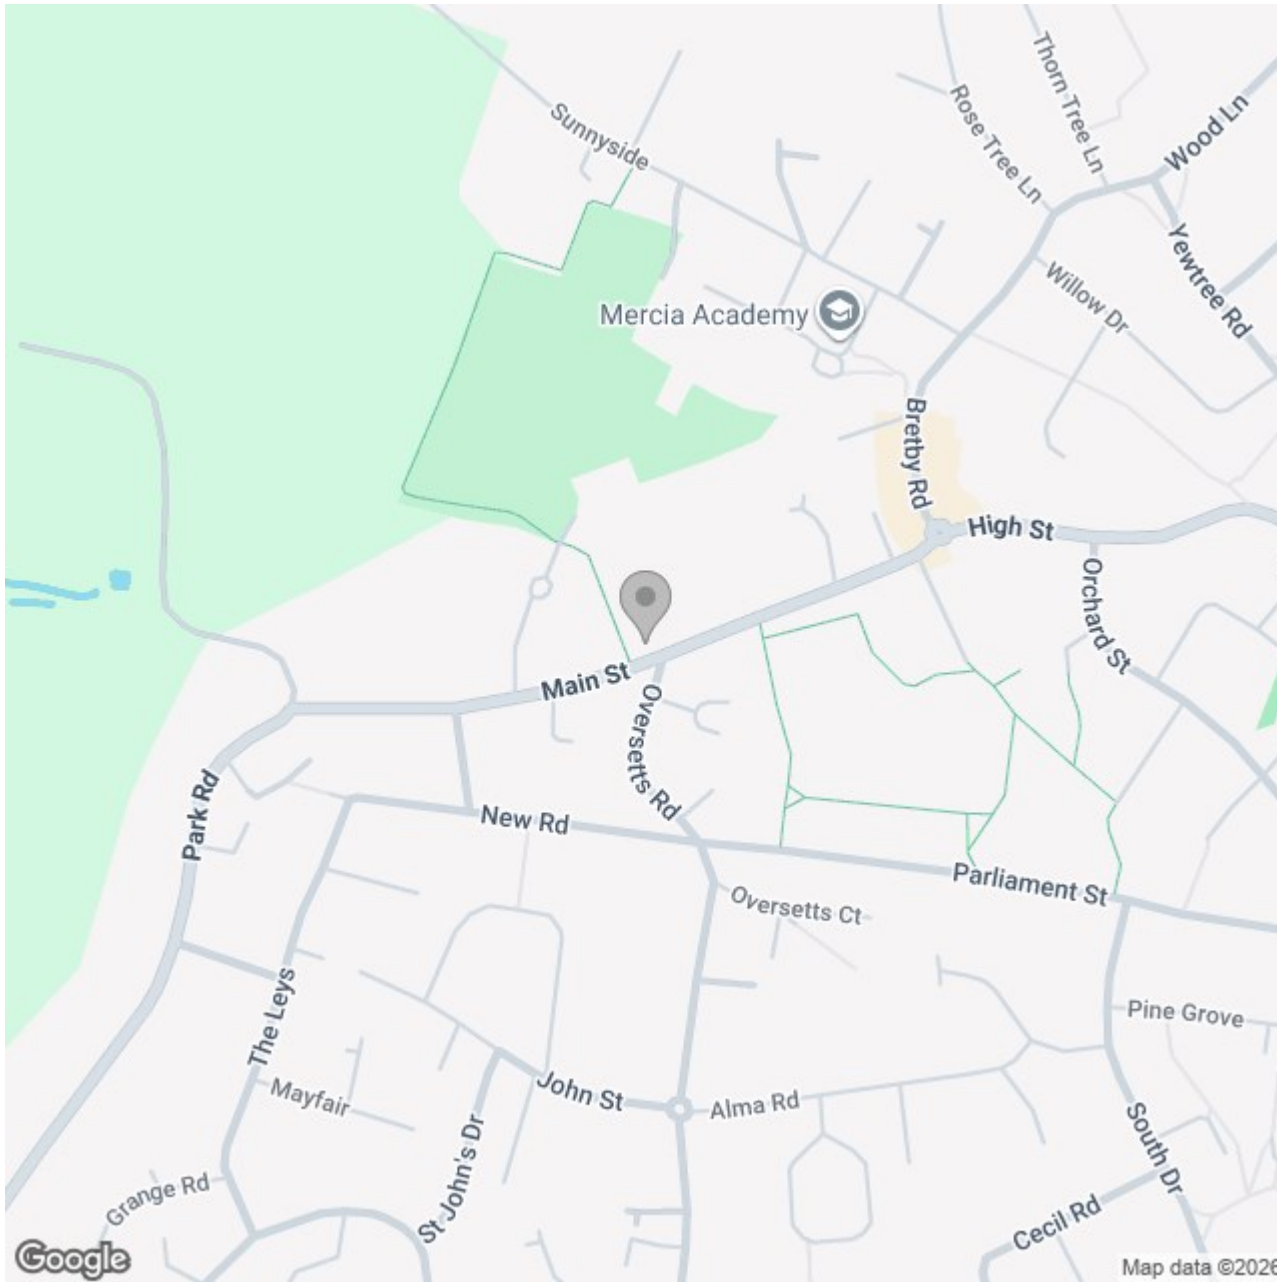 Thorn Tree Ln
Wood Ln
Rose Tree Ln
Sunnyside
Yewtree Rd
Willow Dr
Mercia Academy
Bretby Rd
High St
Orchard St
Main St
Oversetts Rd
Park Rd
New Rd
Parliament St
Oversetts Ct
The Leys
Pine Grove
Mayfair
John St
Alma Rd
St John's Dr
South Dr
Grange Rd
Cecil Rd
Google
Map data ©2026